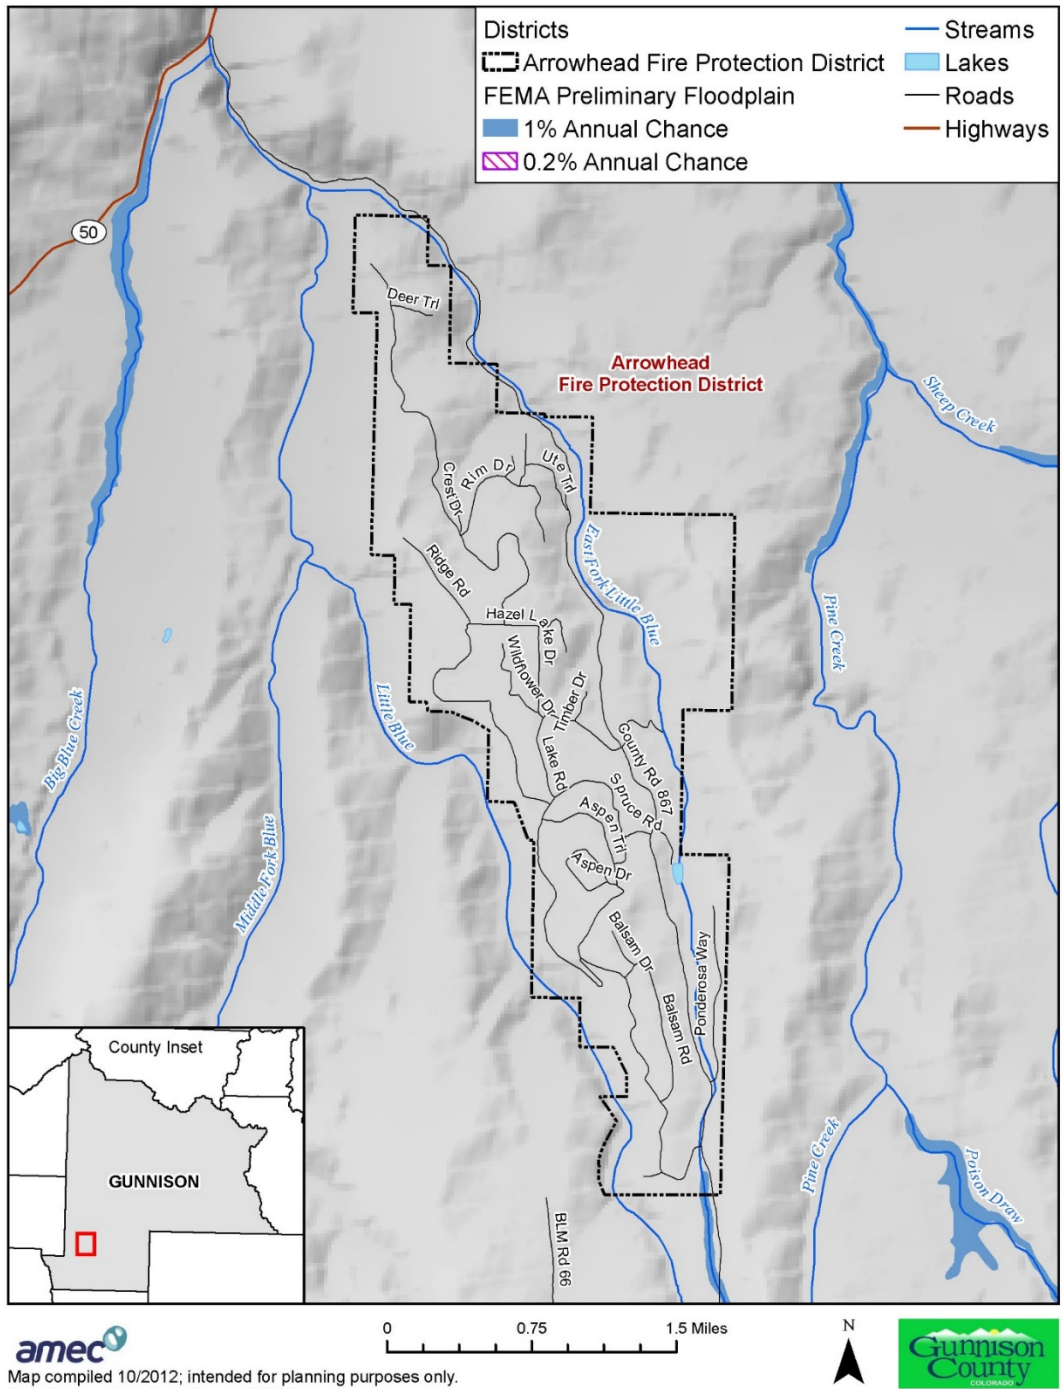 Districts
Arrowhead Fire Protection District
FEMA Preliminary Floodplain
1% Annual Chance
0.2% Annual Chance
Streams
Lakes
Roads
Highways
50
Deer Trl
Arrowhead
Fire Protection District
Sheep Creek
Crest Dr
Rim Dr
Ute Trl
Ridge Rd
East Fork Little Blue
Pine Creek
Hazel Lake Dr
Wildflower Dr
Timber Dr
Big Blue Creek
Little Blue
Lake Rd
County Rd 867
Spruce Rd
Aspen Trl
Aspen Dr
Middle Fork Blue
Balsam Dr
Ponderosa Way
Balsam Rd
Pine Creek
Poison Draw
BLM Rd 66
County Inset
GUNNISON
amec
Map compiled 10/2012; intended for planning purposes only.
0 0.75 1.5 Miles
N
Gunnison
County
COLORADO